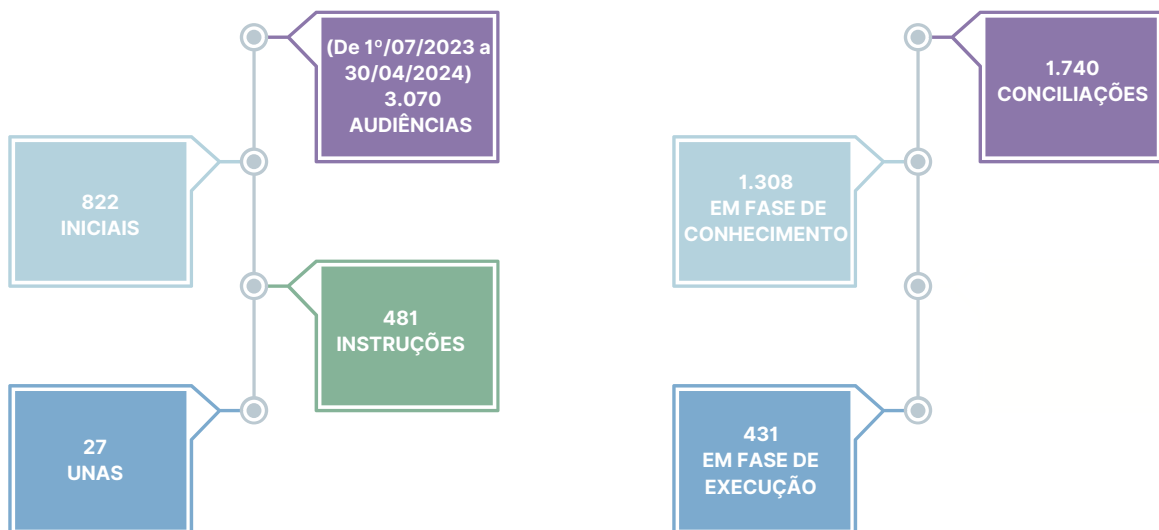 (De 1º/07/2023 a
30/04/2024)
3.070
AUDIÊNCIAS
822
INICIAIS
481
INSTRUÇÕES
27
UNAS
1.740
CONCILIAÇÕES
1.308
EM FASE DE
CONHECIMENTO
431
EM FASE DE
EXECUÇÃO